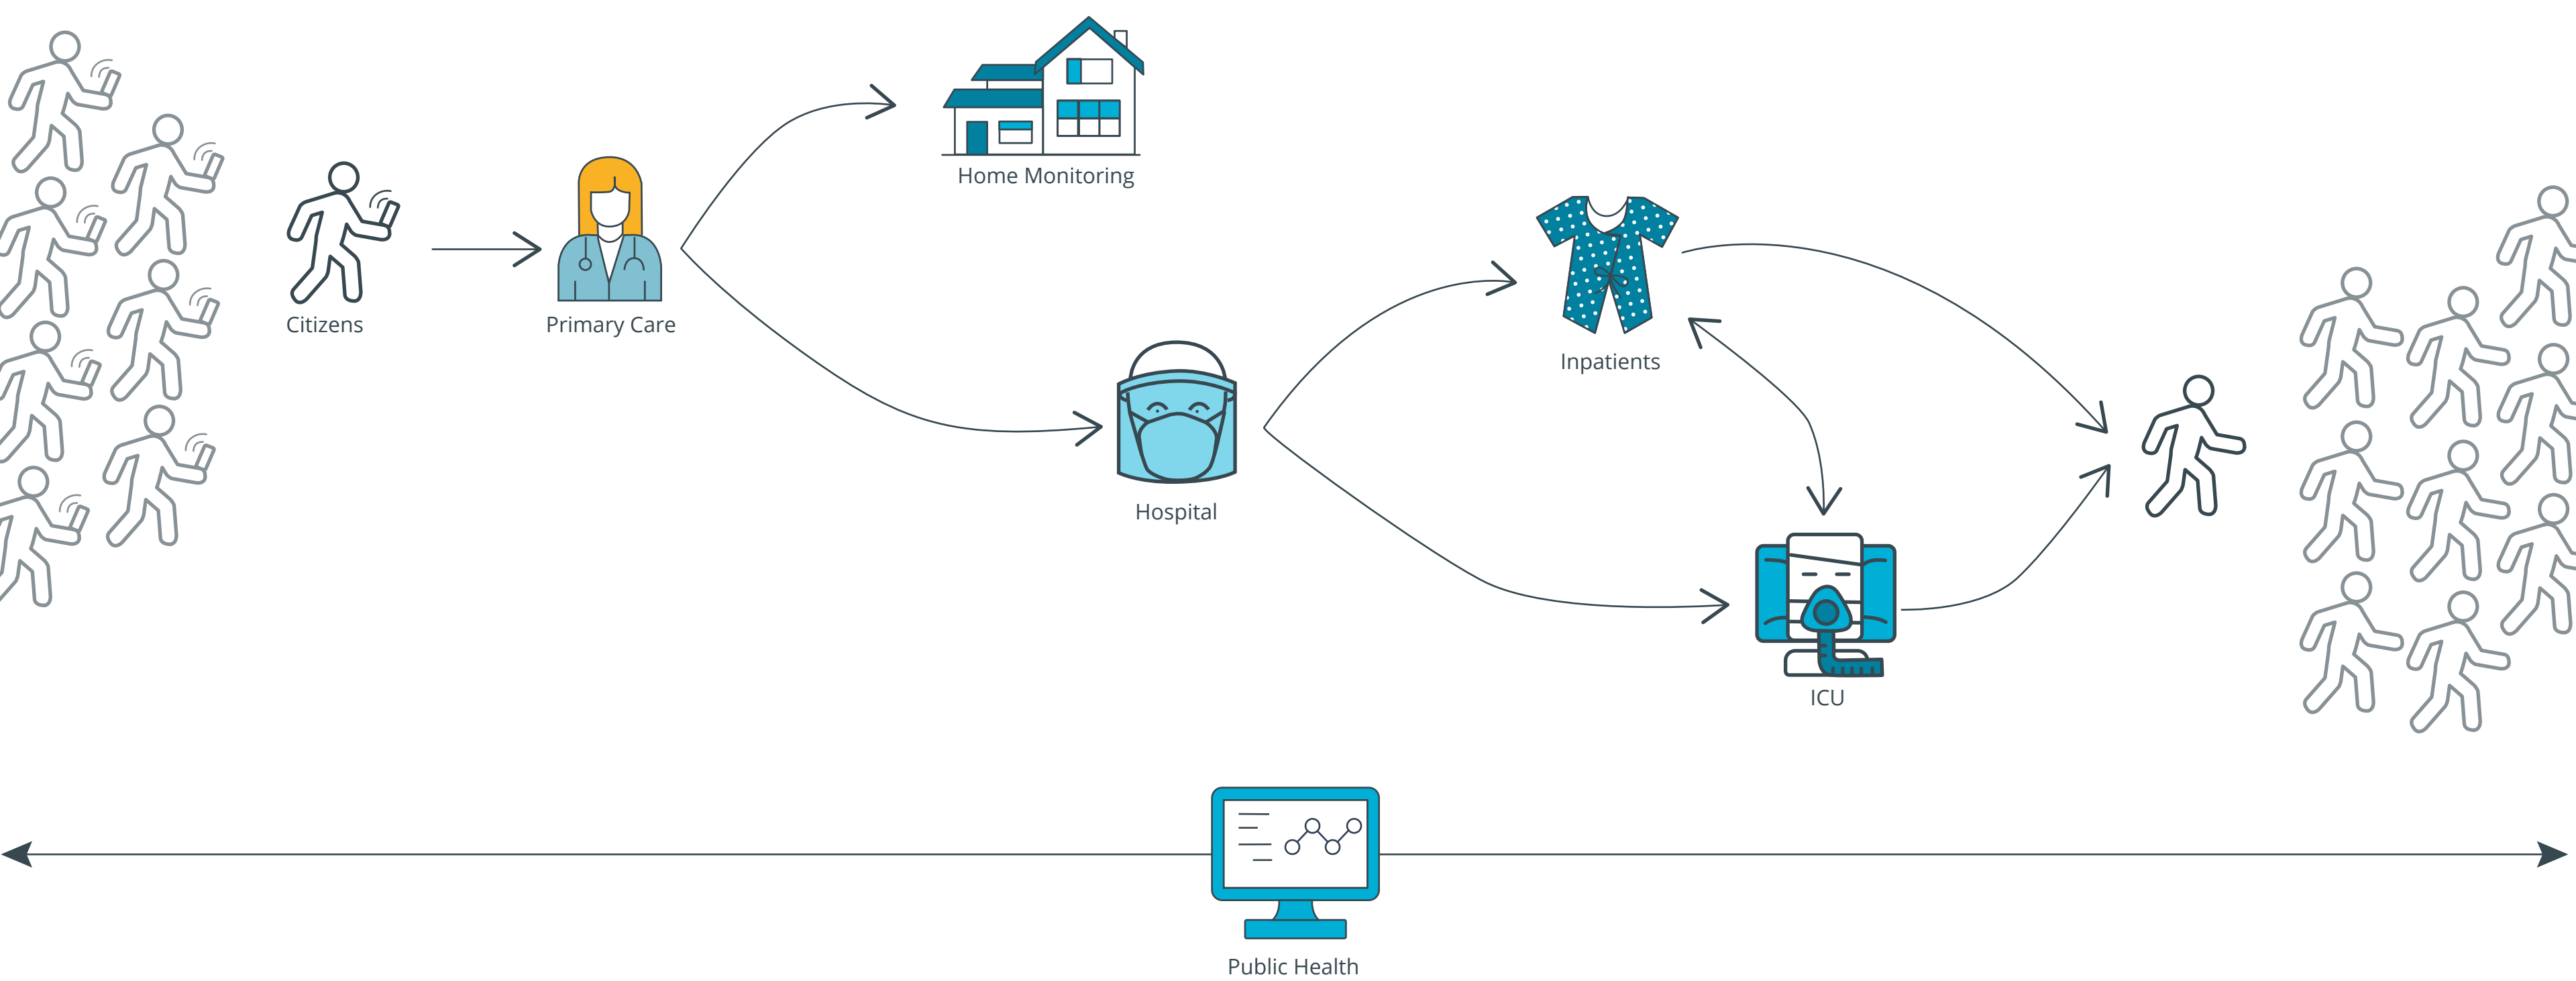 Home Monitoring
Citizens
Primary Care
Inpatients
Hospital
ICU
Public Health